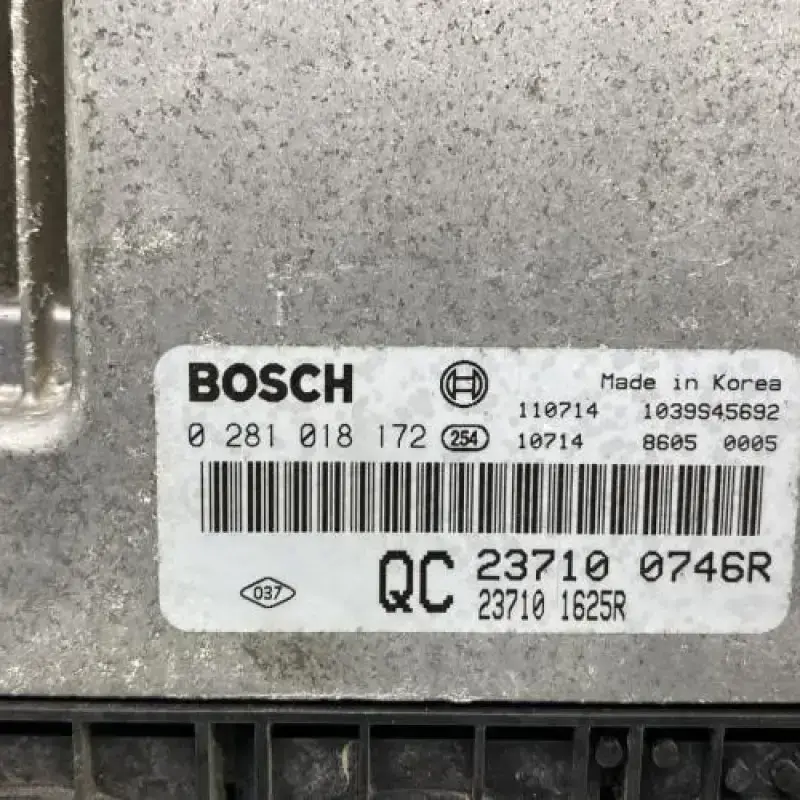 BOSCH
Made in Korea
110714 1039S45692
0 281 018 172 254 10714 8605 0005
037 QC 23710 0746R
23710 1625R